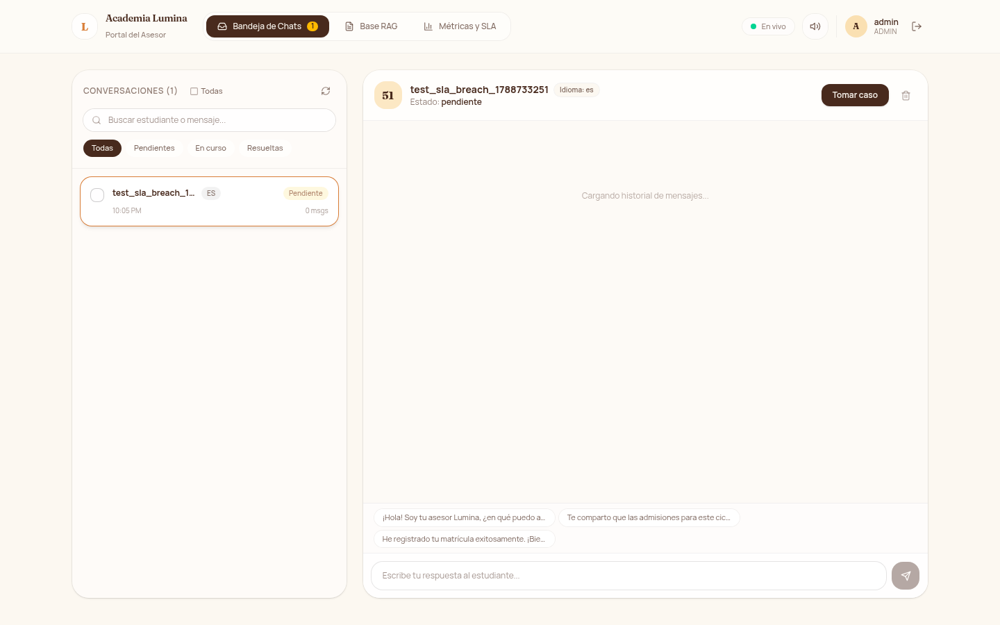 L
Academia Lumina
Portal del Asesor
Bandeja de Chats 1
Base RAG
Métricas y SLA
En vivo
A
admin
ADMIN
CONVERSACIONES (1)
Todas
Buscar estudiante o mensaje...
Todas
Pendientes
En curso
Resueltas
test_sla_breach_1...
ES
Pendiente
10:05 PM
0 msgs
51
test_sla_breach_1788733251
Idioma: es
Estado: pendiente
Tomar caso
Cargando historial de mensajes...
¡Hola! Soy tu asesor Lumina, ¿en qué puedo a...
Te comparto que las admisiones para este cic...
He registrado tu matrícula exitosamente. ¡Bie...
Escribe tu respuesta al estudiante...